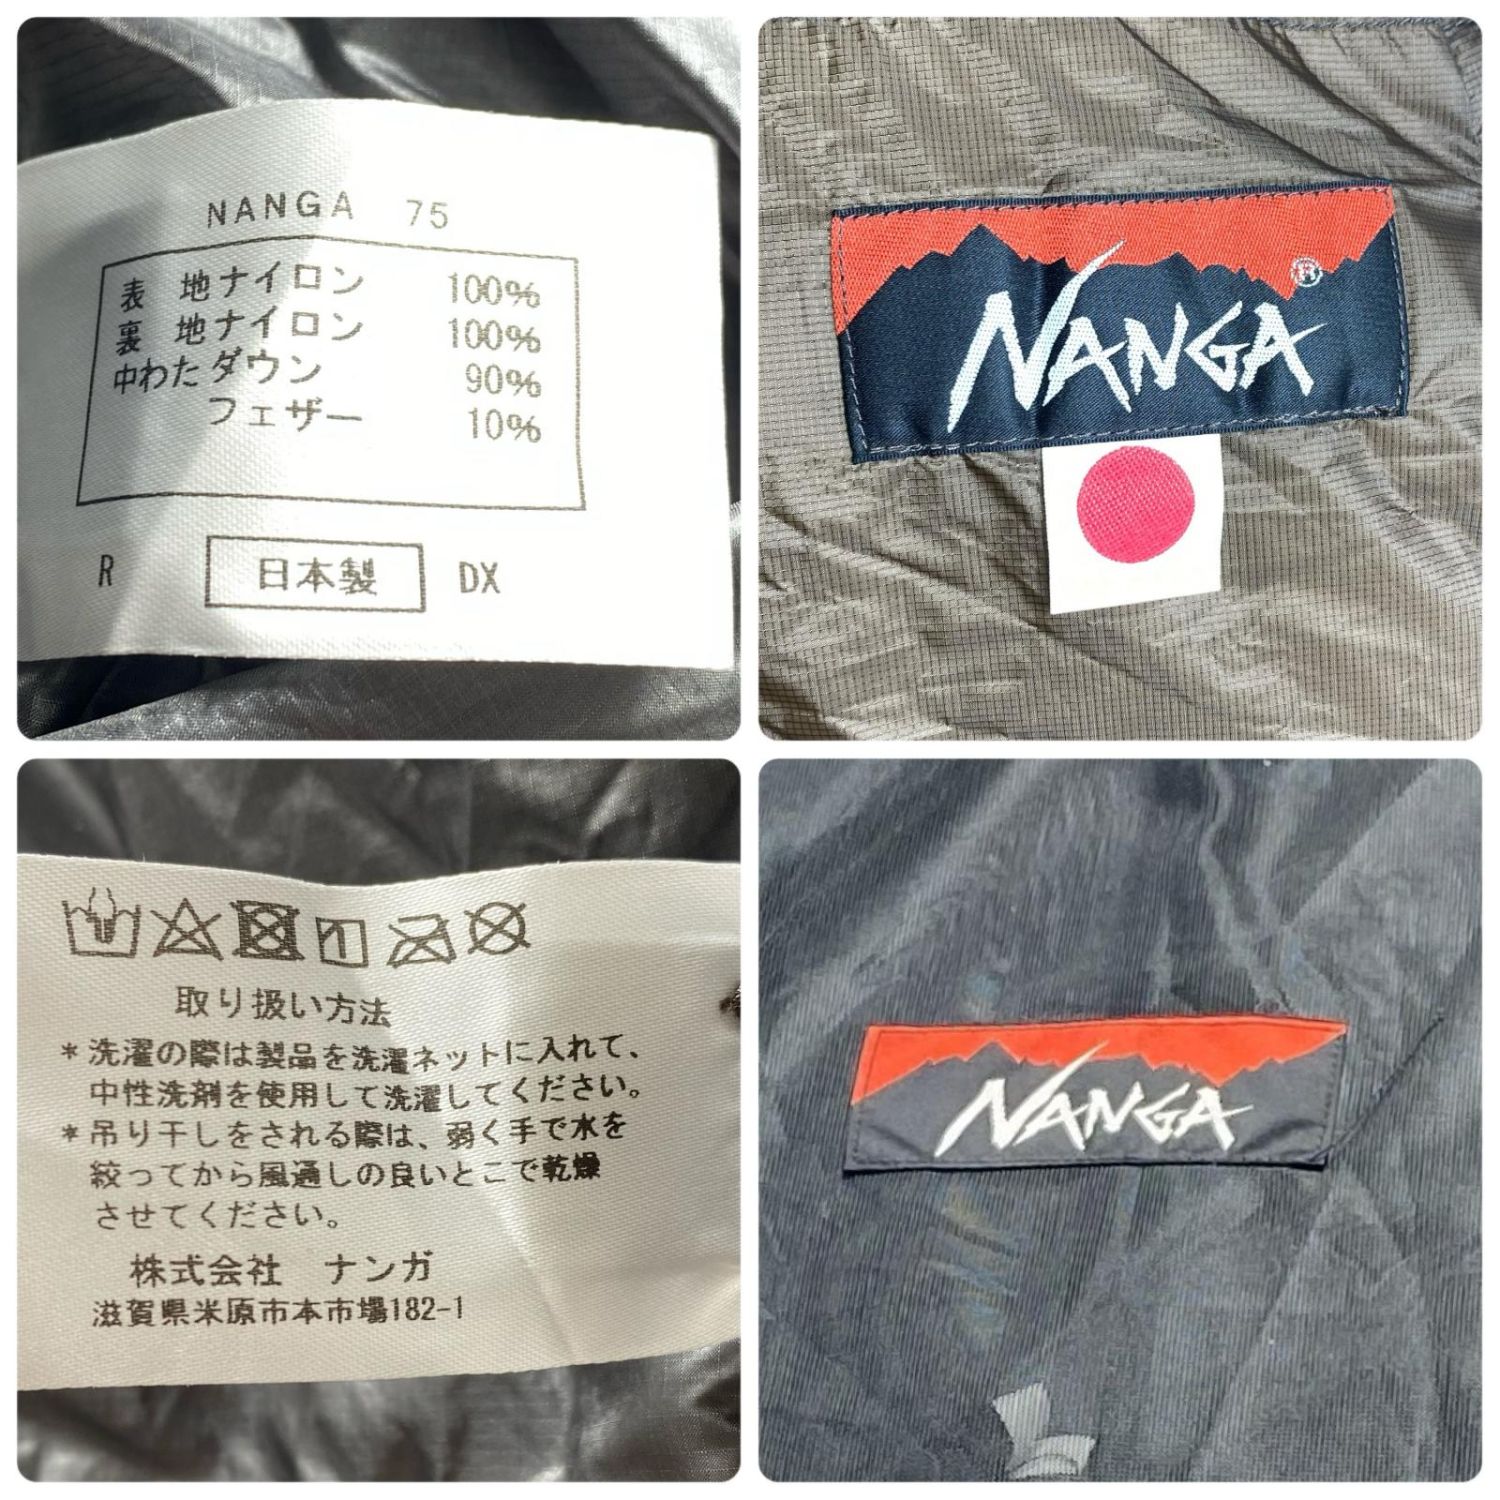 NANGA 75
表 地 ナイロン 100%
裏 地 ナイロン 100%
中わた ダウン 90%
フェザー 10%
R 日本製 DX
NANGA®
取り扱い方法
*洗濯の際は製品を洗濯ネットに入れて、
中性洗剤を使用して洗濯してください。
*吊り干しをされる際は、弱く手で水を
絞ってから風通しの良いとこで乾燥
させてください。
株式会社 ナンガ
滋賀県米原市本市場182-1
NANGA